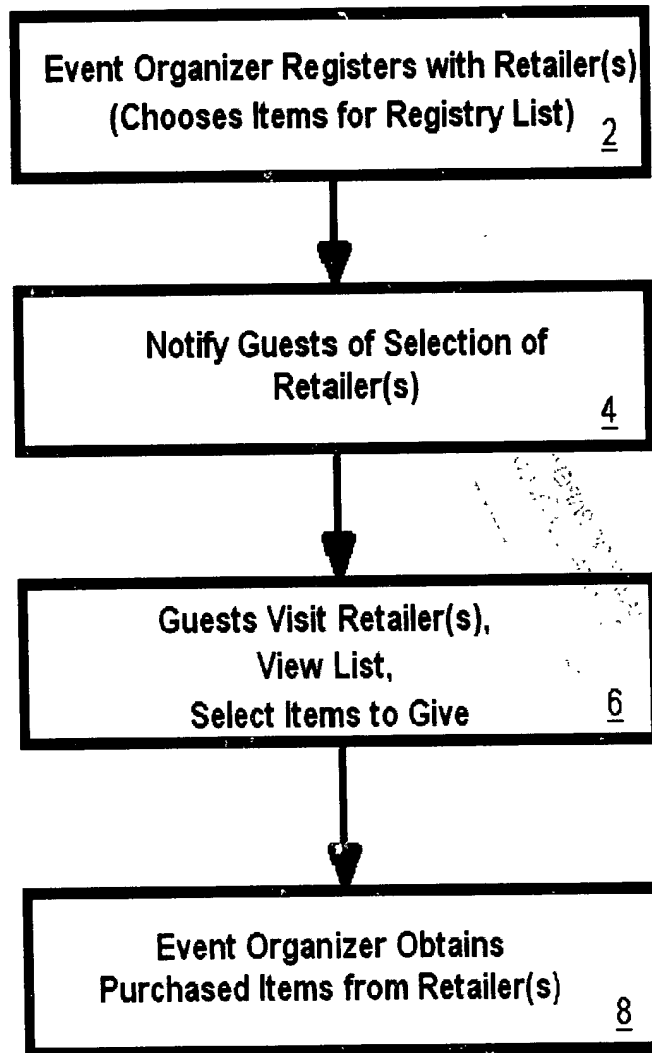 Event Organizer Registers with Retailer(s)
(Chooses Items for Registry List)
2
Notify Guests of Selection of
Retailer(s)
4
Guests Visit Retailer(s),
View List,
Select Items to Give
6
Event Organizer Obtains
Purchased Items from Retailer(s)
8